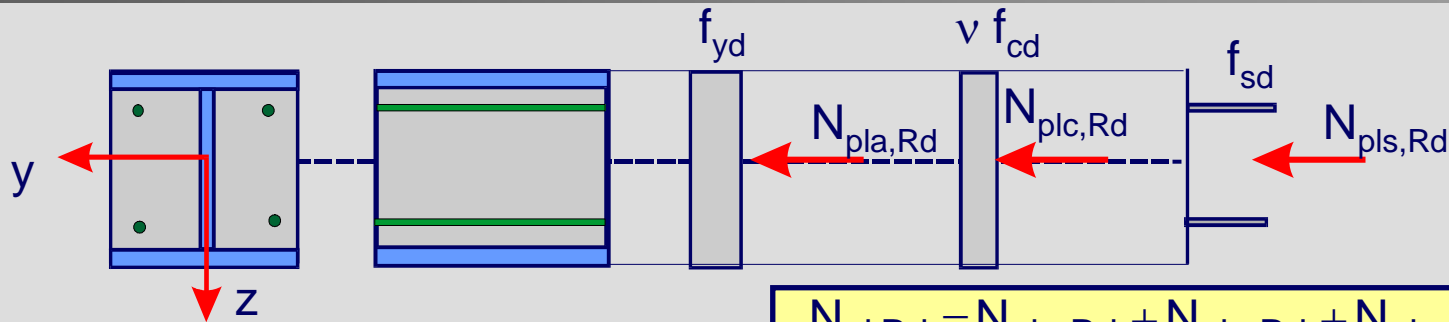 f_yd
ν f_cd
f_sd
N_pla,Rd
N_plc,Rd
N_pls,Rd
y
z